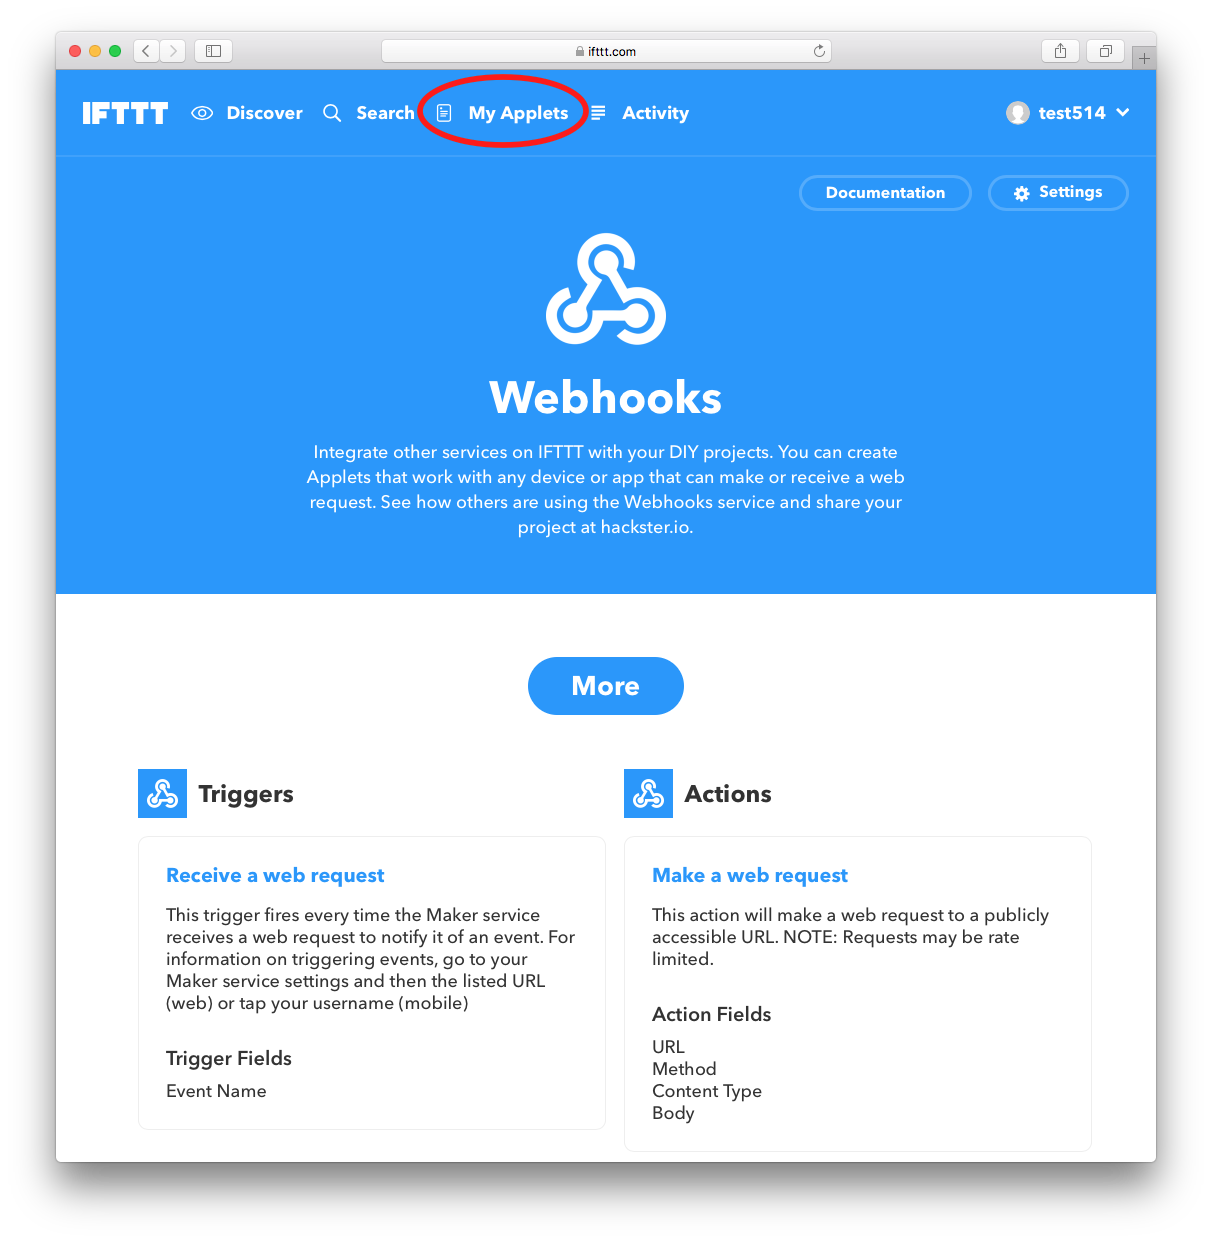 ifttt.com
IFTTT Discover Search My Applets Activity test514
Documentation Settings
Webhooks
Integrate other services on IFTTT with your DIY projects. You can create
Applets that work with any device or app that can make or receive a web
request. See how others are using the Webhooks service and share your
project at hackster.io.
More
Triggers
Receive a web request
This trigger fires every time the Maker service
receives a web request to notify it of an event. For
information on triggering events, go to your
Maker service settings and then the listed URL
(web) or tap your username (mobile)
Trigger Fields
Event Name
Actions
Make a web request
This action will make a web request to a publicly
accessible URL. NOTE: Requests may be rate
limited.
Action Fields
URL
Method
Content Type
Body